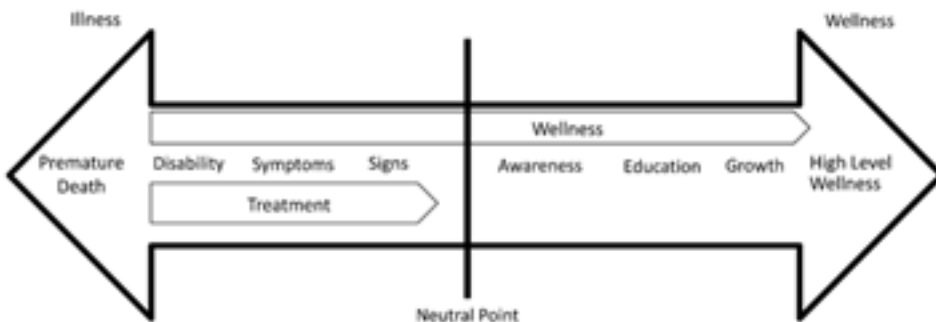 Illness
Wellness
Wellness
Premature Death
Disability
Symptoms
Signs
Awareness
Education
Growth
High Level Wellness
Treatment
Neutral Point